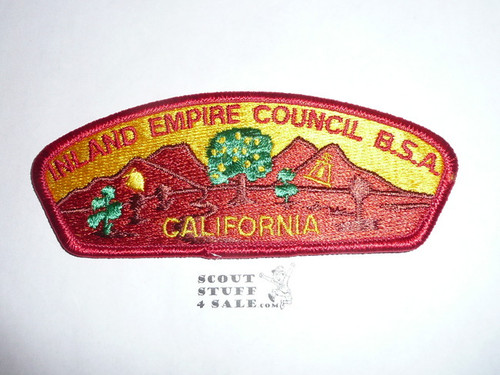 INLAND EMPIRE COUNCIL B.S.A.
CALIFORNIA
SCOUT
STUFF
4 SALE.com